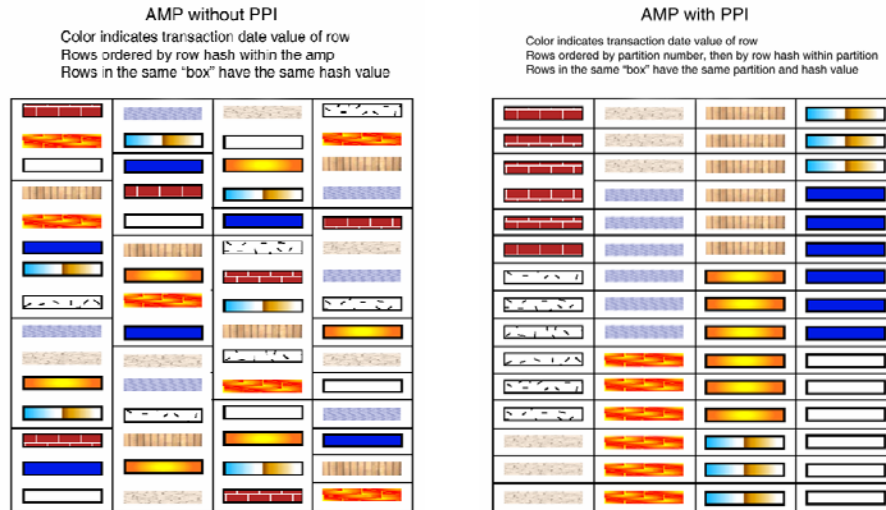 AMP without PPI
Color indicates transaction date value of row
Rows ordered by row hash within the amp
Rows in the same “box” have the same hash value
AMP with PPI
Color indicates transaction date value of row
Rows ordered by partition number, then by row hash within partition
Rows in the same “box” have the same partition and hash value